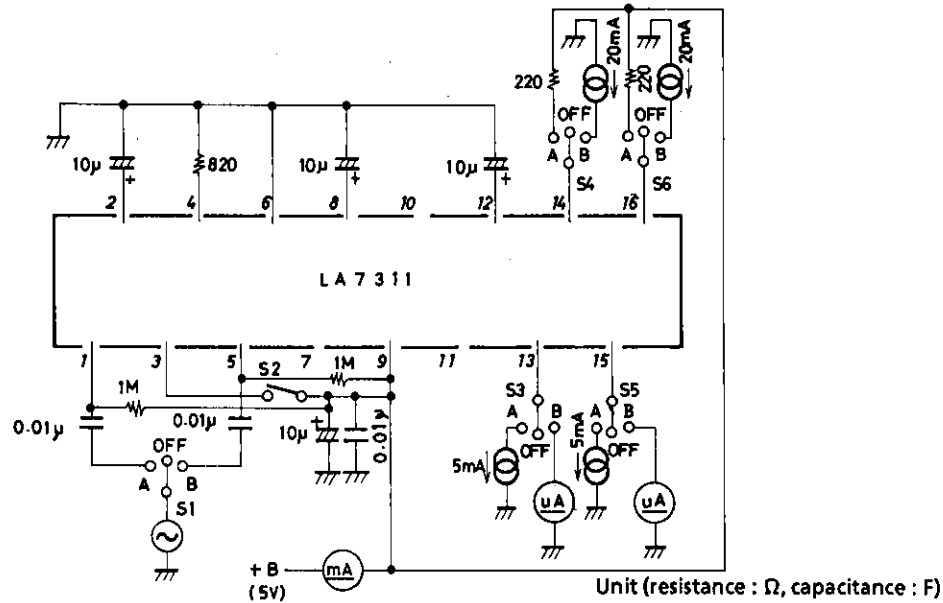 20mA 20mA
220 220
OFF OFF
A B A B
S4 S6
10µ + 820 10µ + 10µ +
2 4 6 8 10 12 14 16
LA7311
1 3 5 7 9 11 13 15
S2 1M
1M
0.01µ 0.01µ 10µ + 0.01µ
OFF
A B
S1
S3 S5
A B A B
OFF OFF
5mA 5mA
uA uA
+B mA
(5V)
Unit (resistance : Ω, capacitance : F)